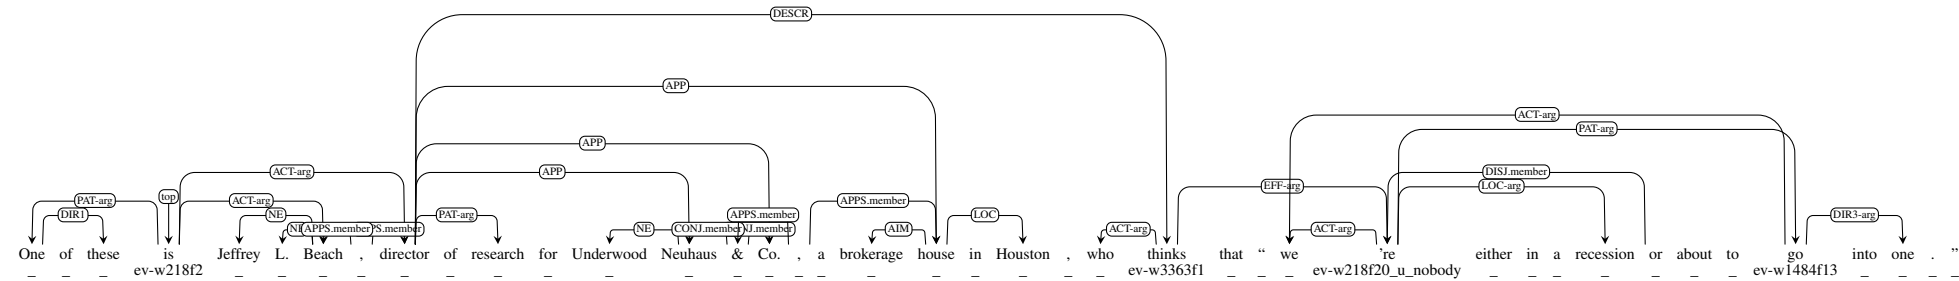 DESCR
APP
ACT-arg
PAT-arg
APP
ACT-arg APP DISJ.member
EFF-arg LOC-arg
PAT-arg top ACT-arg APPS.member
DIR1 NE PAT-arg APPS.member LOC DIR3-arg
APPS.member NE CONJ.member AIM ACT-arg ACT-arg
One of these is Jeffrey L. Beach , director of research for Underwood Neuhaus & Co. , a brokerage house in Houston , who thinks that “ we ’re either in a recession or about to go into one . ”
_ _ _ ev-w218f2 _ _ _ _ _ _ _ _ _ _ _ _ _ _ _ _ _ _ _ _ ev-w3363f1 _ _ _ ev-w218f20_u_nobody _ _ _ _ _ _ _ ev-w1484f13 _ _ _ _